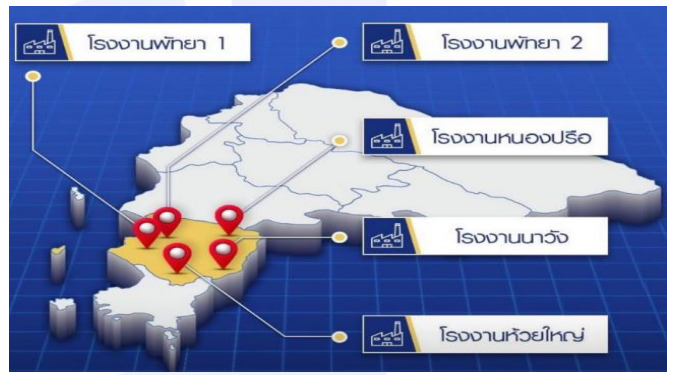 โรงงานพัทยา 1
โรงงานพัทยา 2
โรงงานหนองปรือ
โรงงานนาวัง
โรงงานห้วยใหญ่